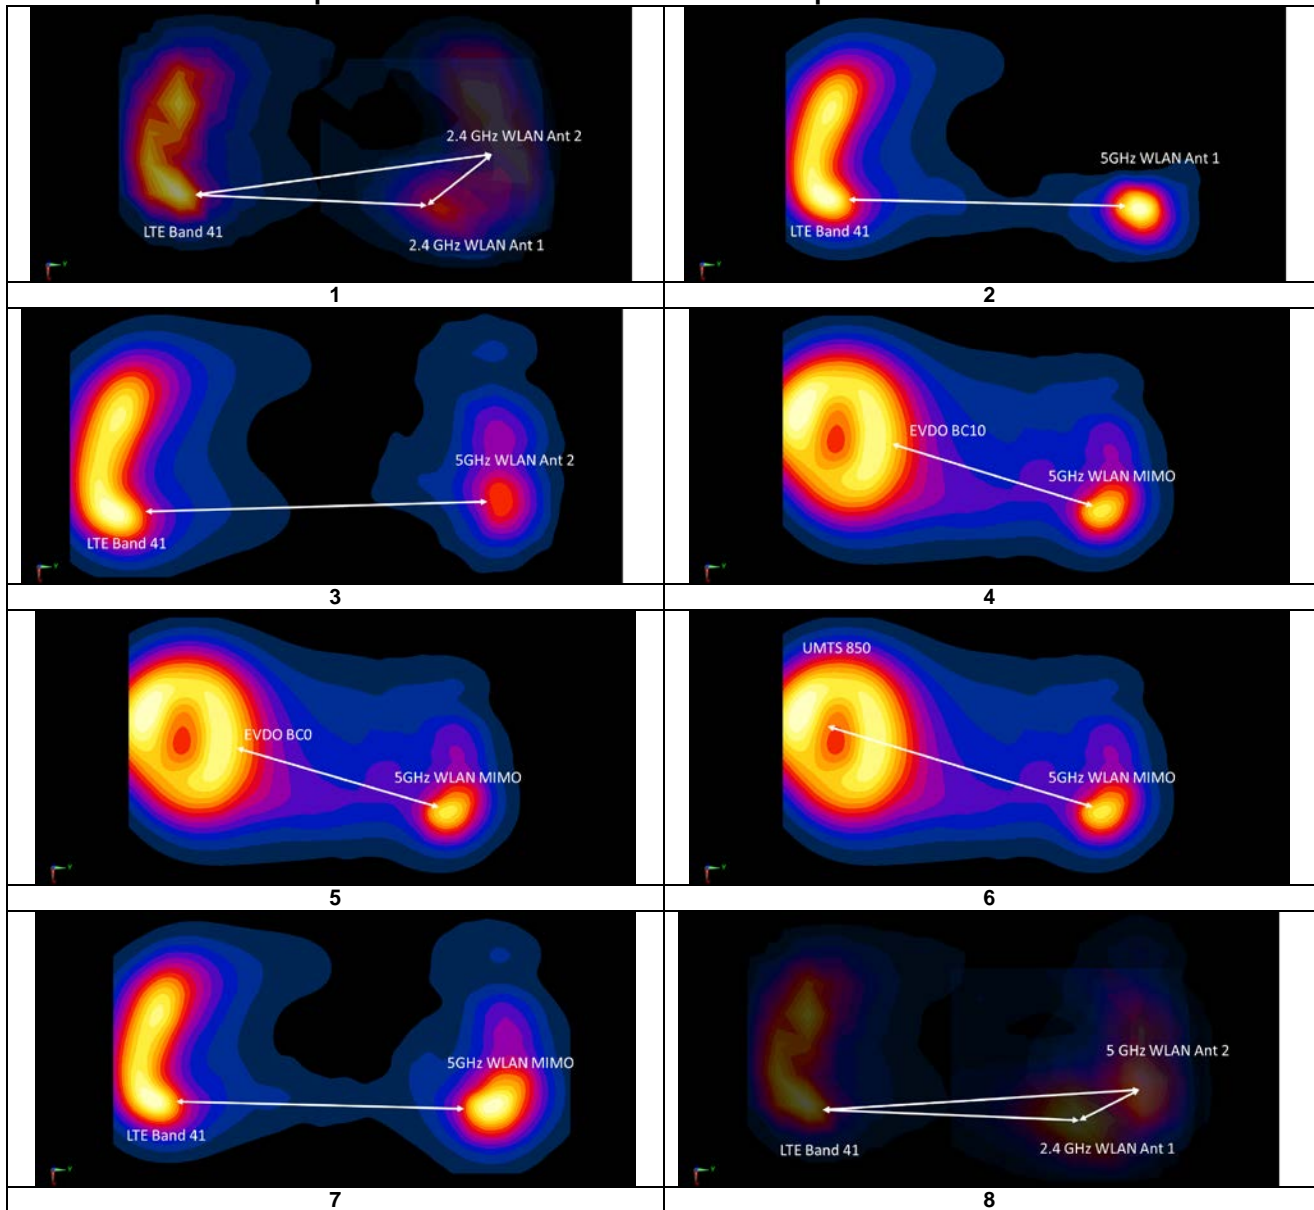 2.4 GHz WLAN Ant 2
LTE Band 41
2.4 GHz WLAN Ant 1
1
5GHz WLAN Ant 1
LTE Band 41
2
5GHz WLAN Ant 2
LTE Band 41
3
EVDO BC10
5GHz WLAN MIMO
4
EVDO BC0
5GHz WLAN MIMO
5
UMTS 850
5GHz WLAN MIMO
6
5GHz WLAN MIMO
LTE Band 41
7
5 GHz WLAN Ant 2
LTE Band 41
2.4 GHz WLAN Ant 1
8